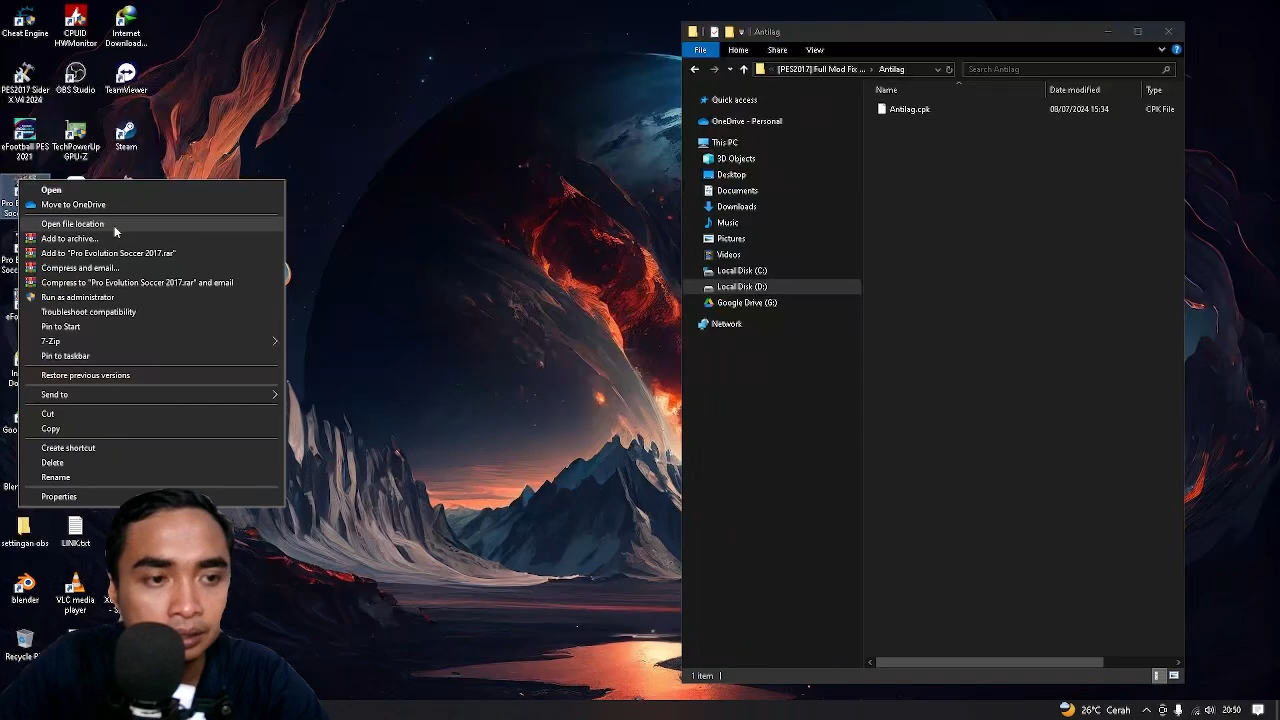 Cheat Engine
CPUID
HWMonitor
Internet
Download...
PES2017 Sider
X.VII 2024
OBS Studio
TeamViewer
eFootball PES
2021
TechPowerUp
GPU-Z
Steam
Open
Move to OneDrive
Open file location
Add to archive...
Add to "Pro Evolution Soccer 2017.rar"
Compress and email...
Compress to "Pro Evolution Soccer 2017.rar" and email
Run as administrator
Troubleshoot compatibility
Pin to Start
7-Zip
Pin to taskbar
Restore previous versions
Send to
Cut
Copy
Create shortcut
Delete
Rename
Properties
settingan-obs
LIINK.txt
blender
VLC media
player
Recycle
Antilag
File
Home
Share
View
[PES2017] Full Mod Fix ...
Antilag
Search Antilag
Name
Date modified
Type
Antilag.cpk
08/07/2024 15:34
CPK File
Quick access
OneDrive - Personal
This PC
3D Objects
Desktop
Documents
Downloads
Music
Pictures
Videos
Local Disk (C:)
Local Disk (D:)
Google Drive (G:)
Network
1 item
26°C Cerah
20:50